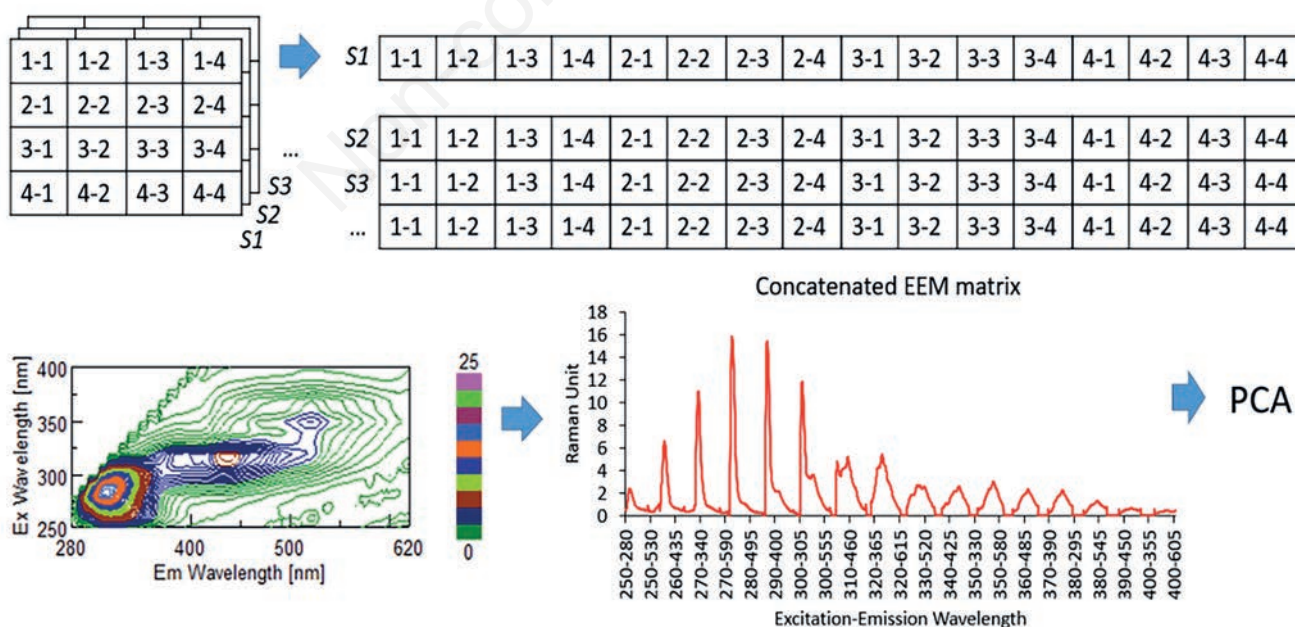 Non-co
1-1 1-2 1-3 1-4
2-1 2-2 2-3 2-4
3-1 3-2 3-3 3-4
4-1 4-2 4-3 4-4
...
S3
S2
S1
S1 1-1 1-2 1-3 1-4 2-1 2-2 2-3 2-4 3-1 3-2 3-3 3-4 4-1 4-2 4-3 4-4
S2 1-1 1-2 1-3 1-4 2-1 2-2 2-3 2-4 3-1 3-2 3-3 3-4 4-1 4-2 4-3 4-4
S3 1-1 1-2 1-3 1-4 2-1 2-2 2-3 2-4 3-1 3-2 3-3 3-4 4-1 4-2 4-3 4-4
... 1-1 1-2 1-3 1-4 2-1 2-2 2-3 2-4 3-1 3-2 3-3 3-4 4-1 4-2 4-3 4-4
Ex Wavelength [nm]
400
350
300
250
280 400 500 620
Em Wavelength [nm]
25
0
Concatenated EEM matrix
Raman Unit
18
16
14
12
10
8
6
4
2
0
250-280
250-530
260-435
270-340
270-590
280-495
290-400
300-305
300-555
310-460
320-365
320-615
330-520
340-425
350-330
350-580
360-485
370-390
380-295
380-545
390-450
400-355
400-605
Excitation-Emission Wavelength
PCA